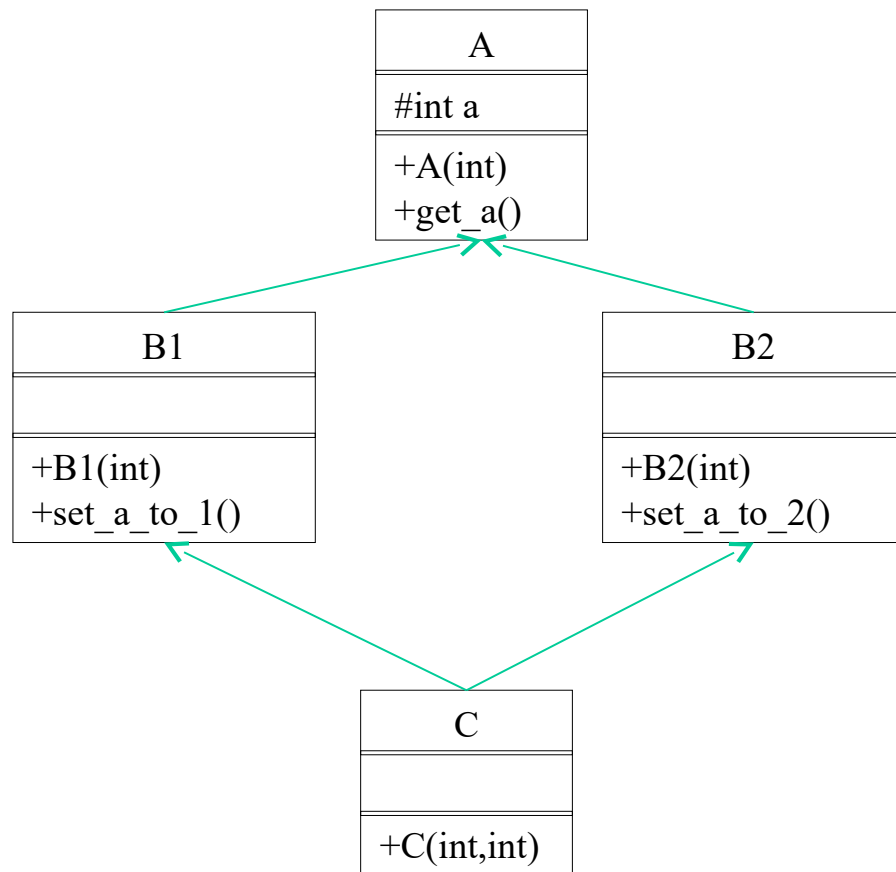 A
#int a
+A(int)
+get_a()
B1
+B1(int)
+set_a_to_1()
B2
+B2(int)
+set_a_to_2()
C
+C(int,int)